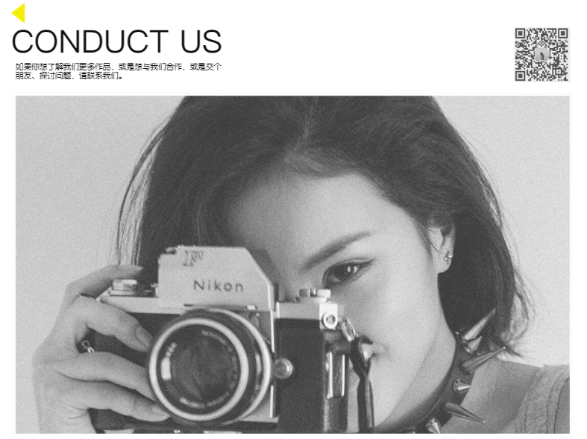 CONDUCT US
如果你想了解我们更多作品，或是想与我们合作，或是交个
朋友、探讨问题，请联系我们。
F
Nikon